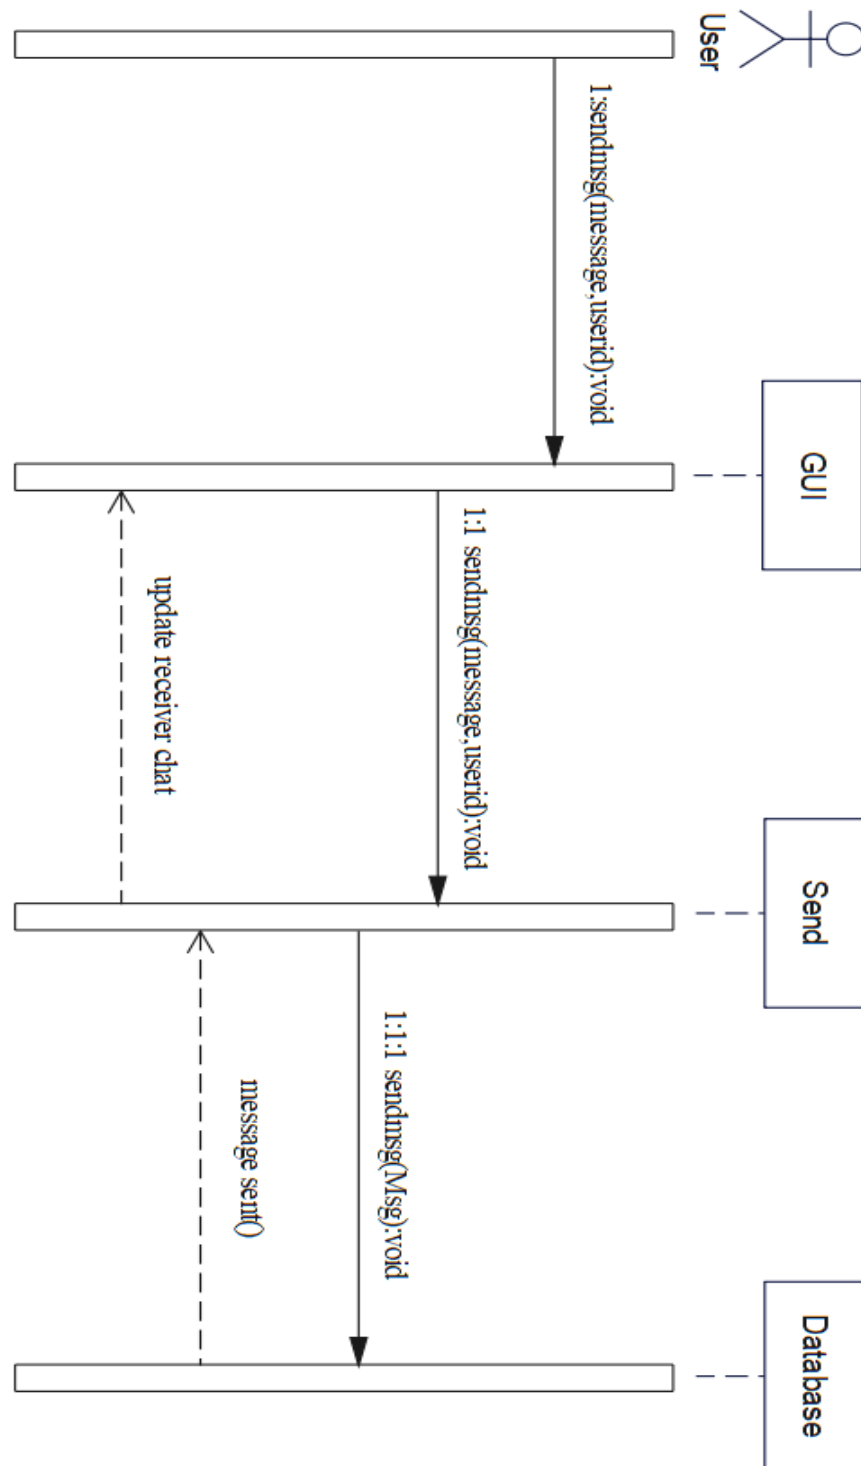 User
GUI
Send
Database
1:sendmsg(message,userid):void
1:1 sendmsg(message,userid):void
1:1:1 sendmsg(Msg):void
message sent()
update receiver chat